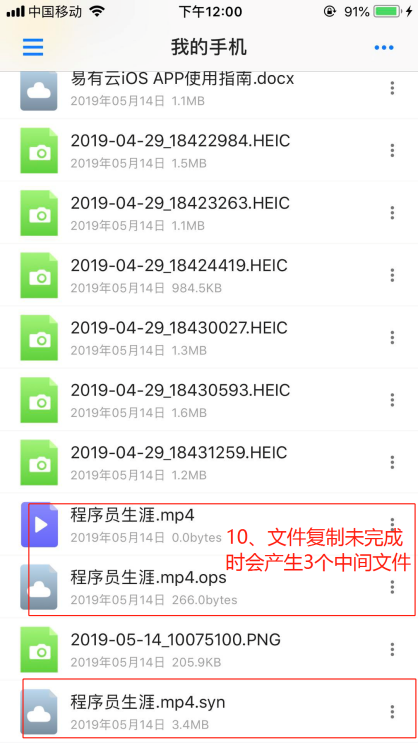 中国移动 下午12:00 91%
我的手机
易有云iOS APP使用指南.docx
2019年05月14日 1.1MB
2019-04-29_18422984.HEIC
2019年05月14日 1.5MB
2019-04-29_18423263.HEIC
2019年05月14日 1.1MB
2019-04-29_18424419.HEIC
2019年05月14日 984.5KB
2019-04-29_18430027.HEIC
2019年05月14日 1.3MB
2019-04-29_18430593.HEIC
2019年05月14日 1.6MB
2019-04-29_18431259.HEIC
2019年05月14日 1.2MB
程序员生涯.mp4
2019年05月14日 0.0bytes
10、文件复制未完成
时会产生3个中间文件
程序员生涯.mp4.ops
2019年05月14日 266.0bytes
2019-05-14_10075100.PNG
2019年05月14日 205.9KB
程序员生涯.mp4.syn
2019年05月14日 3.4MB